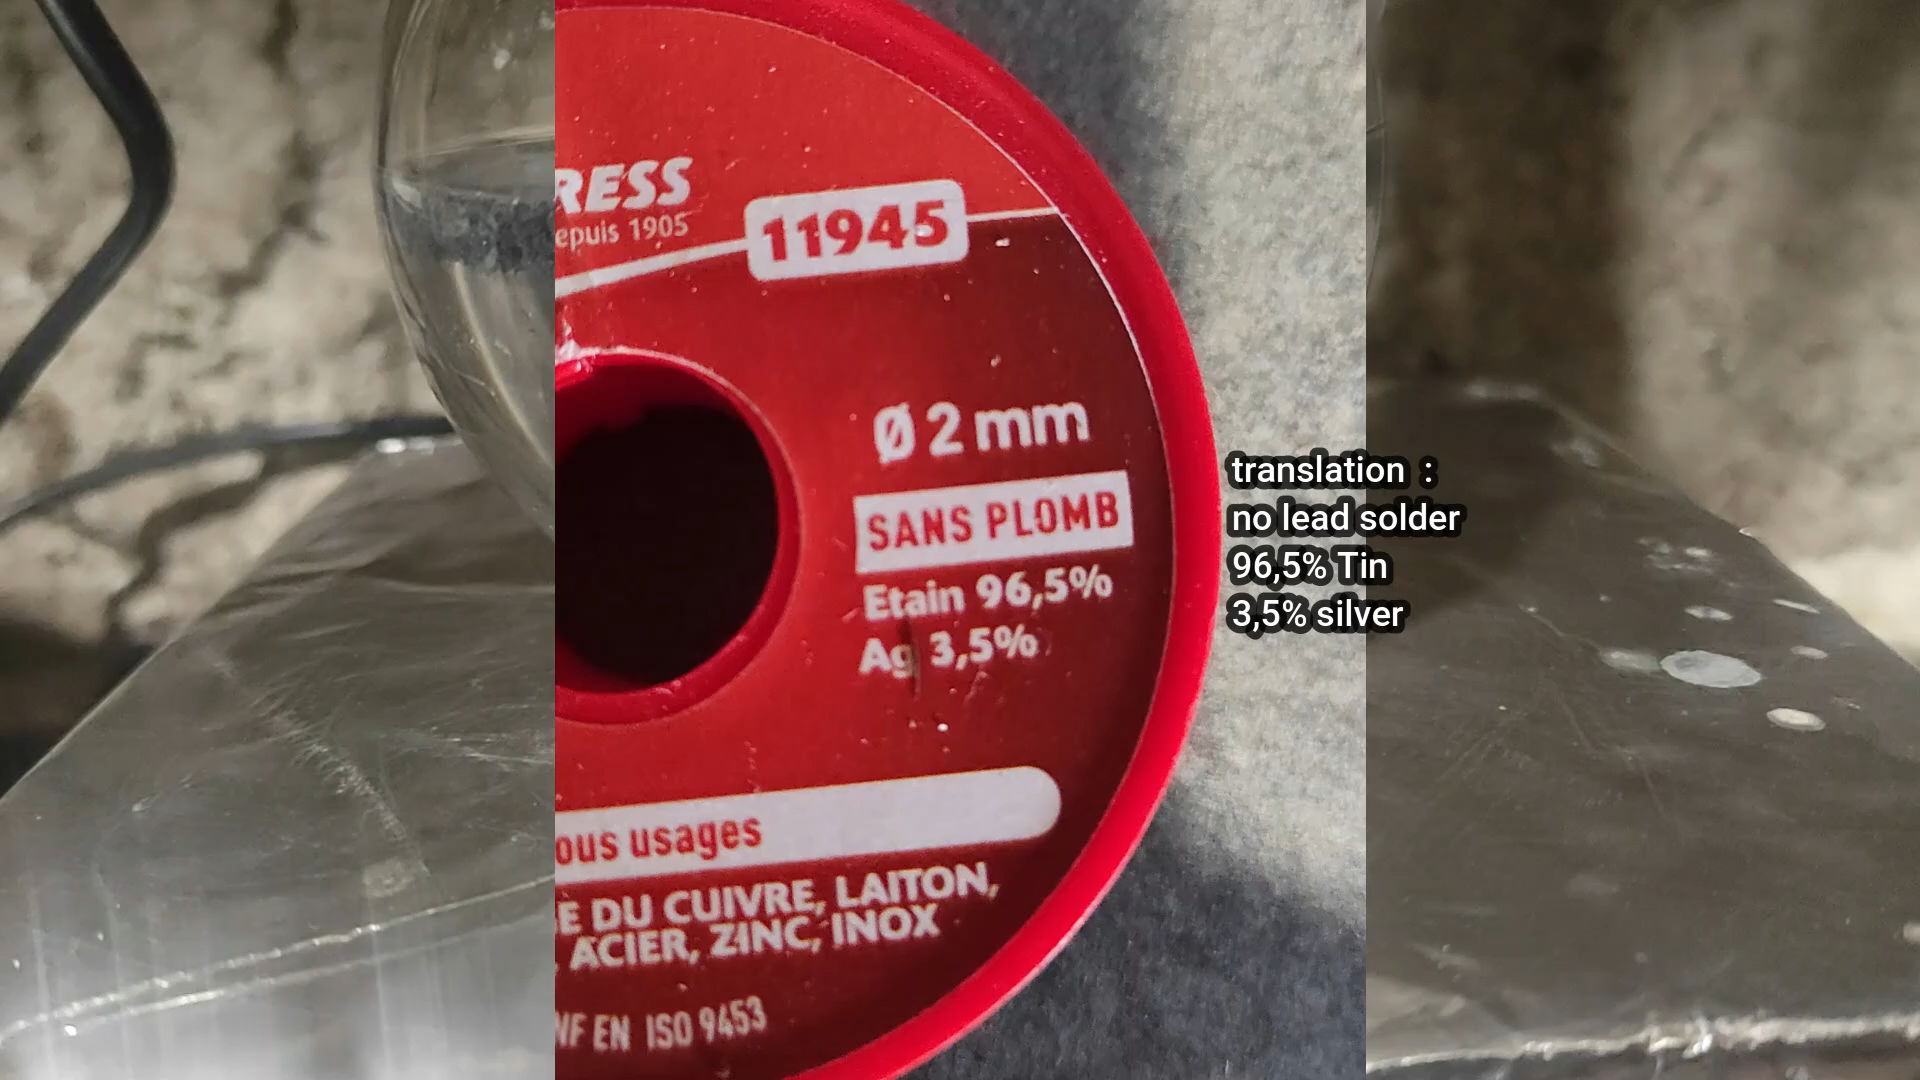 RESS
epuis 1905
11945
Ø 2 mm
SANS PLOMB
Etain 96,5%
Ag 3,5%
ous usages
E DU CUIVRE, LAITON,
, ACIER, ZINC, INOX
NF EN ISO 9453
translation :
no lead solder
96,5% Tin
3,5% silver